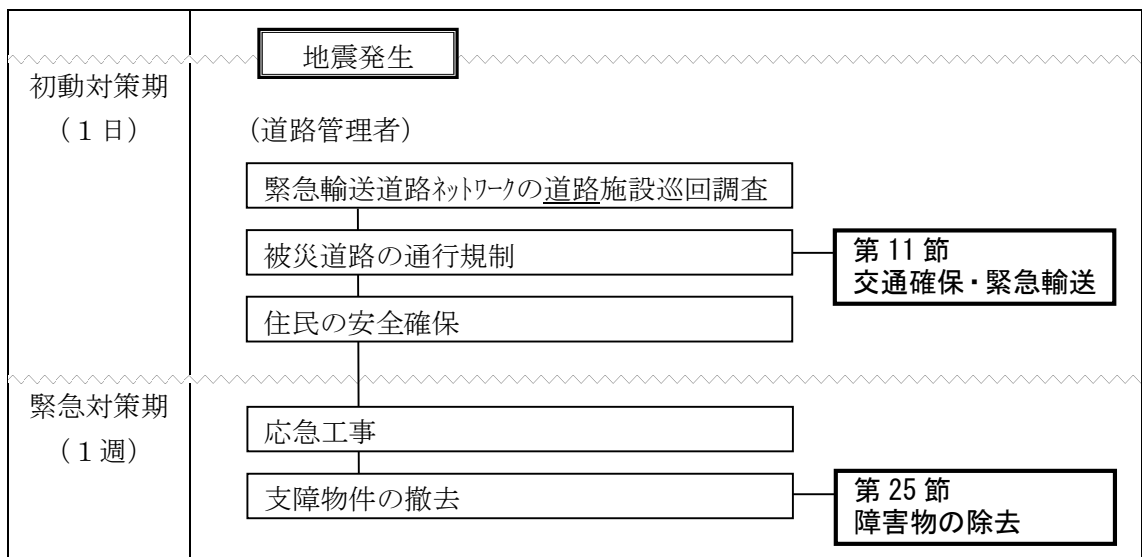 地震発生
初動対策期
(1日)
(道路管理者)
緊急輸送道路ネットワークの道路施設巡回調査
被災道路の通行規制
第11節
交通確保・緊急輸送
住民の安全確保
緊急対策期
(1週)
応急工事
支障物件の撤去
第25節
障害物の除去